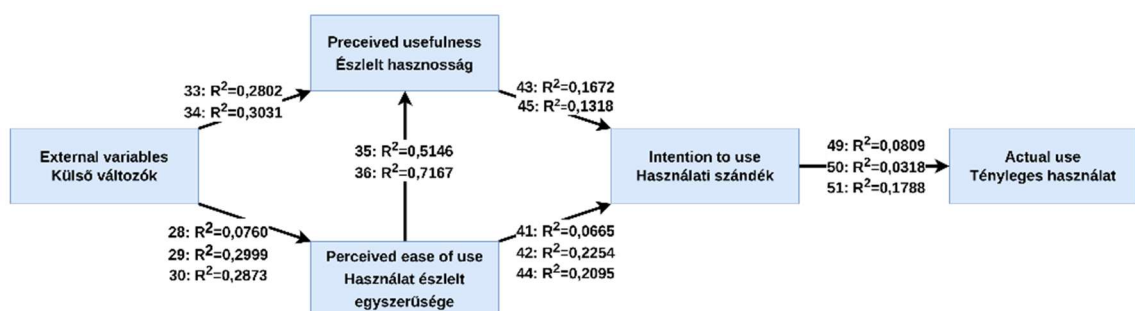 Preceived usefulness
Észlelt hasznosság
33: R²=0,2802
34: R²=0,3031
43: R²=0,1672
45: R²=0,1318
External variables
Külső változók
35: R²=0,5146
36: R²=0,7167
Intention to use
Használati szándék
49: R²=0,0809
50: R²=0,0318
51: R²=0,1788
Actual use
Tényleges használat
28: R²=0,0760
29: R²=0,2999
30: R²=0,2873
Perceived ease of use
Használat észlelt
egyszerűsége
41: R²=0,0665
42: R²=0,2254
44: R²=0,2095